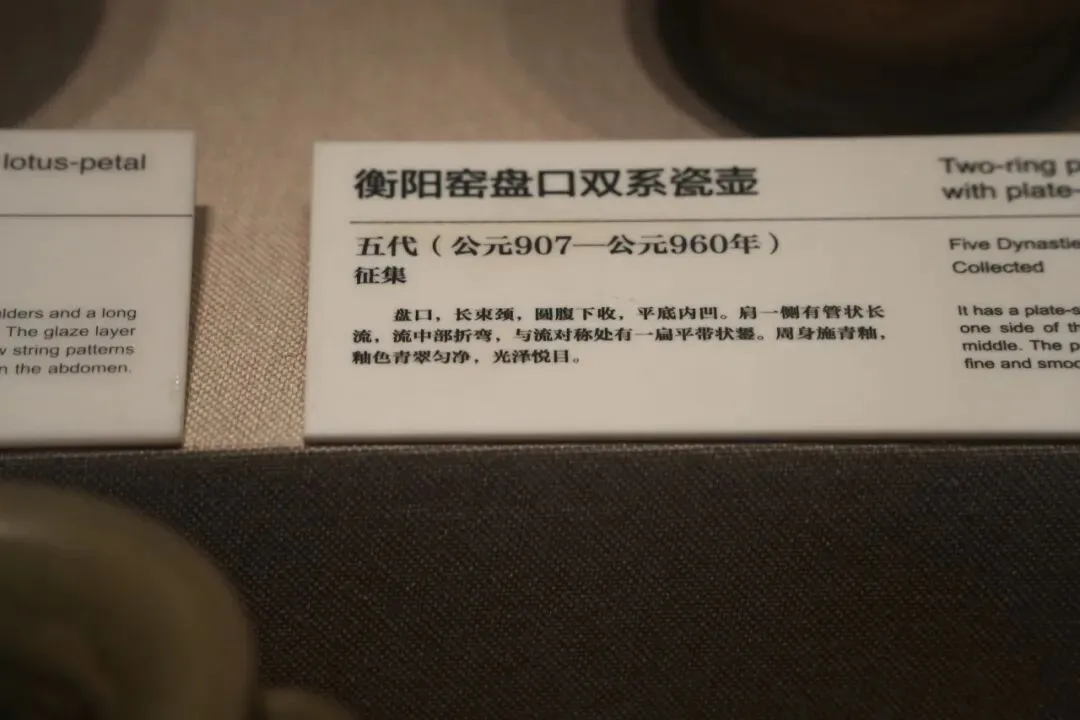 lotus-petal
lders and a long
The glaze layer
string patterns
n the abdomen.
衡阳窑盘口双系瓷壶
五代（公元907—公元960年）
征集
盘口，长束颈，圆腹下收，平底内凹。肩一侧有管状长
流，流中部折弯，与流对称处有一扁平带状鋬。周身施青釉，
釉色青翠匀净，光泽悦目。
Two-ring p
with plate-
Five Dynastie
Collected
It has a plate-s
one side of th
middle. The p
fine and smoo